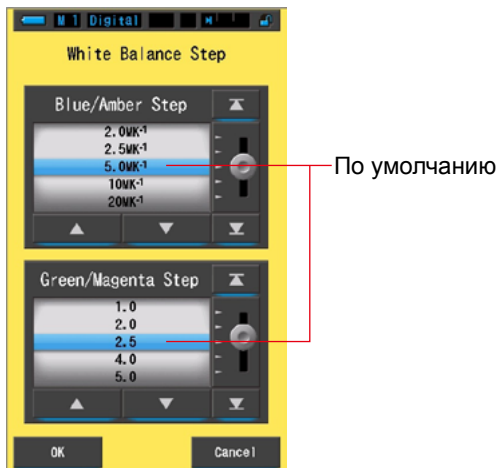 M 1 Digital
White Balance Step
Blue/Amber Step
2.0MK-¹
2.5MK-¹
5.0MK-¹
10MK-¹
20MK-¹
По умолчанию
Green/Magenta Step
1.0
2.0
2.5
4.0
5.0
OK
Cancel